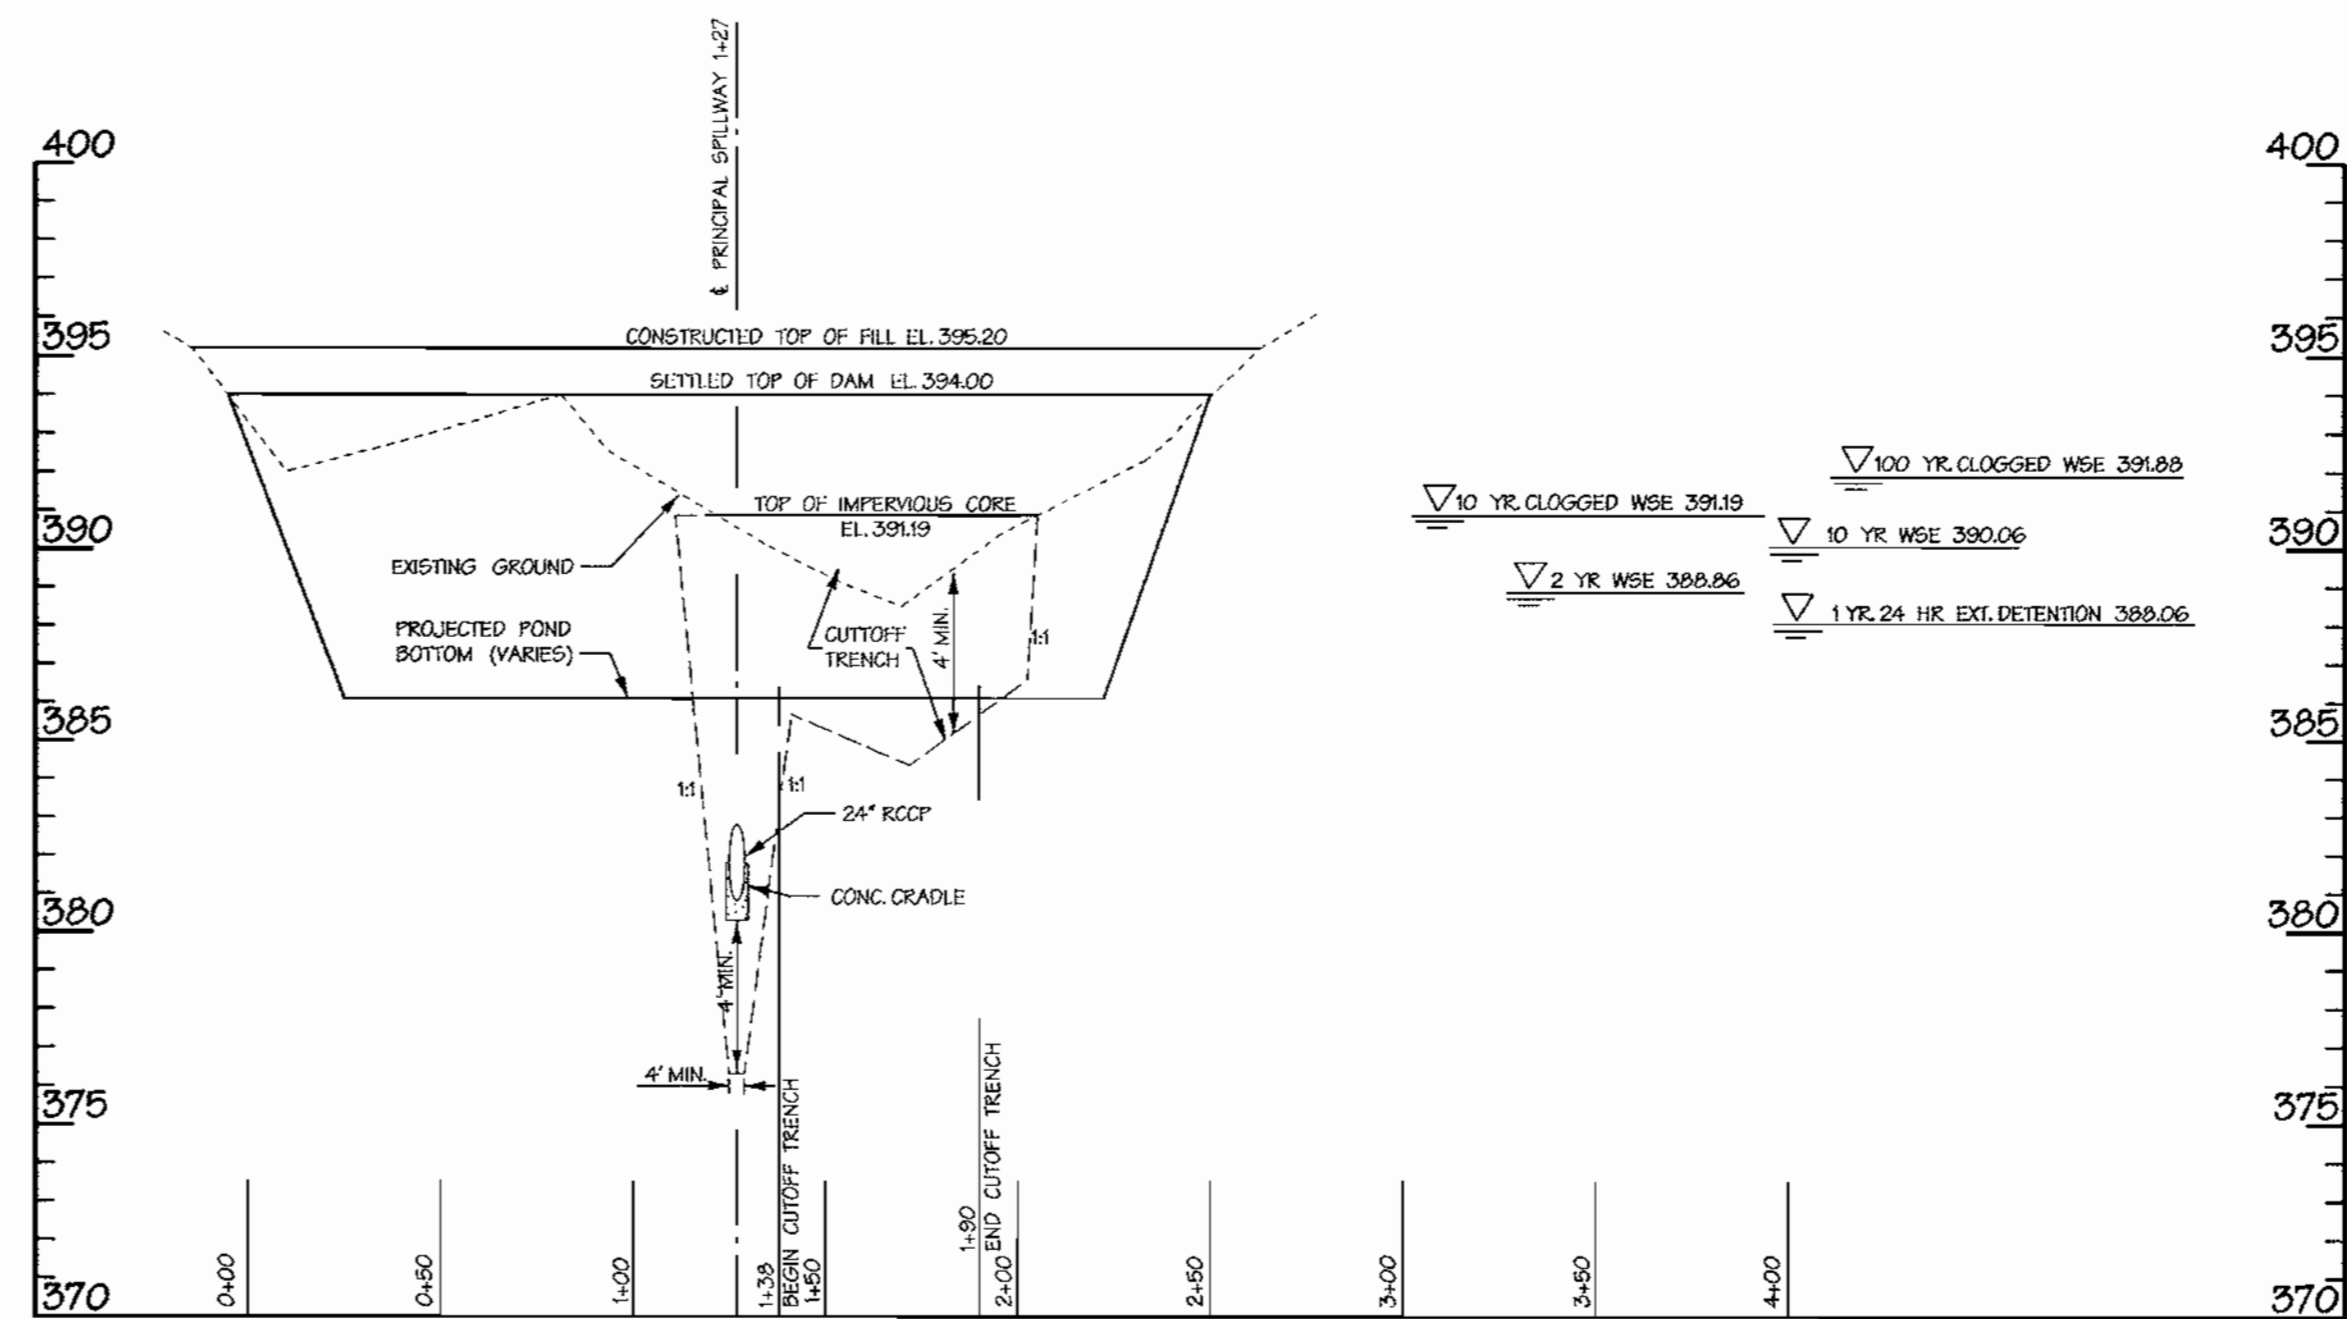 ℄ PRINCIPAL SPILLWAY 1+27
400
400
395
CONSTRUCTED TOP OF FILL EL. 395.20
395
SETTLED TOP OF DAM EL. 394.00
100 YR. CLOGGED WSE 391.88
TOP OF IMPERVIOUS CORE
EL. 391.19
10 YR. CLOGGED WSE 391.19
390
10 YR WSE 390.06
390
EXISTING GROUND
2 YR WSE 388.86
1 YR. 24 HR EXT. DETENTION 388.06
PROJECTED POND
BOTTOM (VARIES)
CUTTOFF
TRENCH
4' MIN.
1:1
385
385
1:1
1:1
24" RCCP
CONC. CRADLE
380
380
4' MIN.
4' MIN.
375
375
BEGIN CUTOFF TRENCH
END CUTOFF TRENCH
0+00
0+50
1+00
1+38
1+50
1+90
2+00
2+50
3+00
3+50
4+00
370
370